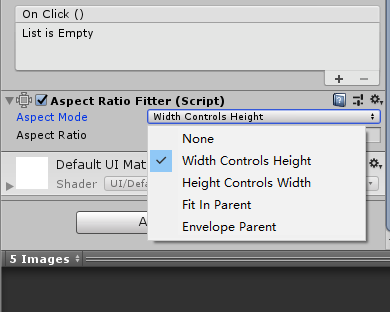 On Click ()
List is Empty
+ −
Aspect Ratio Fitter (Script)
Aspect Mode
Width Controls Height
Aspect Ratio
None
Width Controls Height
Height Controls Width
Fit In Parent
Envelope Parent
Default UI Mat
Shader
UI/Defa
A
5 Images